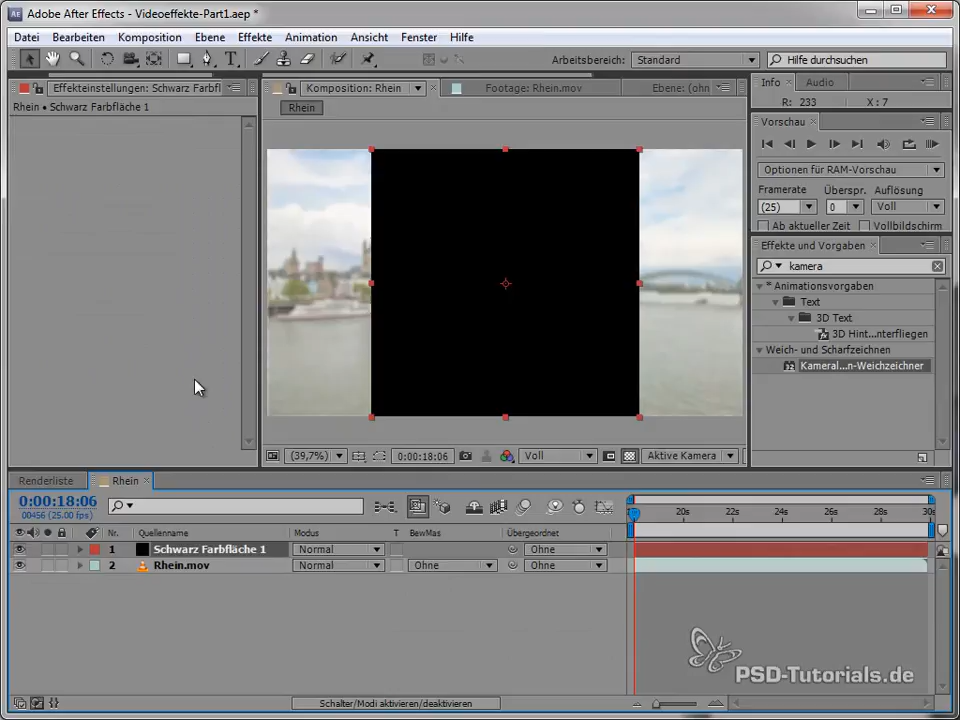 Adobe After Effects - Videoeffekte-Part1.aep *
Datei Bearbeiten Komposition Ebene Effekte Animation Ansicht Fenster Hilfe
Arbeitsbereich: Standard Hilfe durchsuchen
Effekteinstellungen: Schwarz Farbfl Komposition: Rhein Footage: Rhein.mov Ebene: (ohn Info Audio
Rhein • Schwarz Farbfläche 1 Rhein R: 233 X: 7
Vorschau
Optionen für RAM-Vorschau
Framerate Überspr. Auflösung
(25) 0 Voll
Ab aktueller Zeit Vollbildschirm
Effekte und Vorgaben
kamera
* Animationsvorgaben
Text
3D Text
3D Hint...nterfliegen
Weich- und Scharfzeichnen
Kameral...n-Weichzeichner
(39,7%) 0:00:18:06 Voll Aktive Kamera
Renderliste Rhein
0:00:18:06
00456 (25.00 fps)
20s 22s 24s 26s 28s 30s
Nr. Quellenname Modus T BewMas Übergeordnet
1 Schwarz Farbfläche 1 Normal Ohne
2 Rhein.mov Normal Ohne Ohne
PSD-Tutorials.de
Schalter/Modi aktivieren/deaktivieren